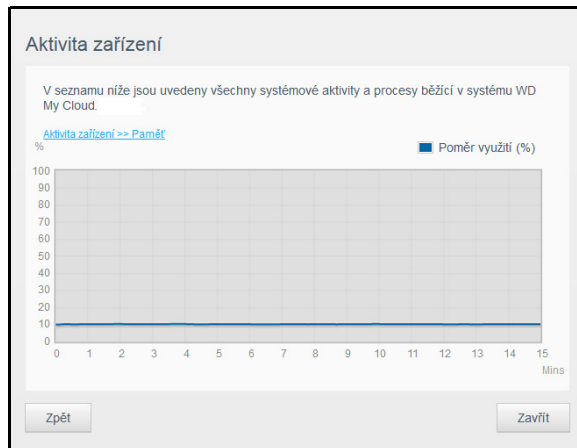 Aktivita zařízení
V seznamu níže jsou uvedeny všechny systémové aktivity a procesy běžící v systému WD
My Cloud.
Aktivita zařízení >> Paměť
%
Poměr využití (%)
100
90
80
70
60
50
40
30
20
10
0
0 1 2 3 4 5 6 7 8 9 10 11 12 13 14 15
Mins
Zpět
Zavřít